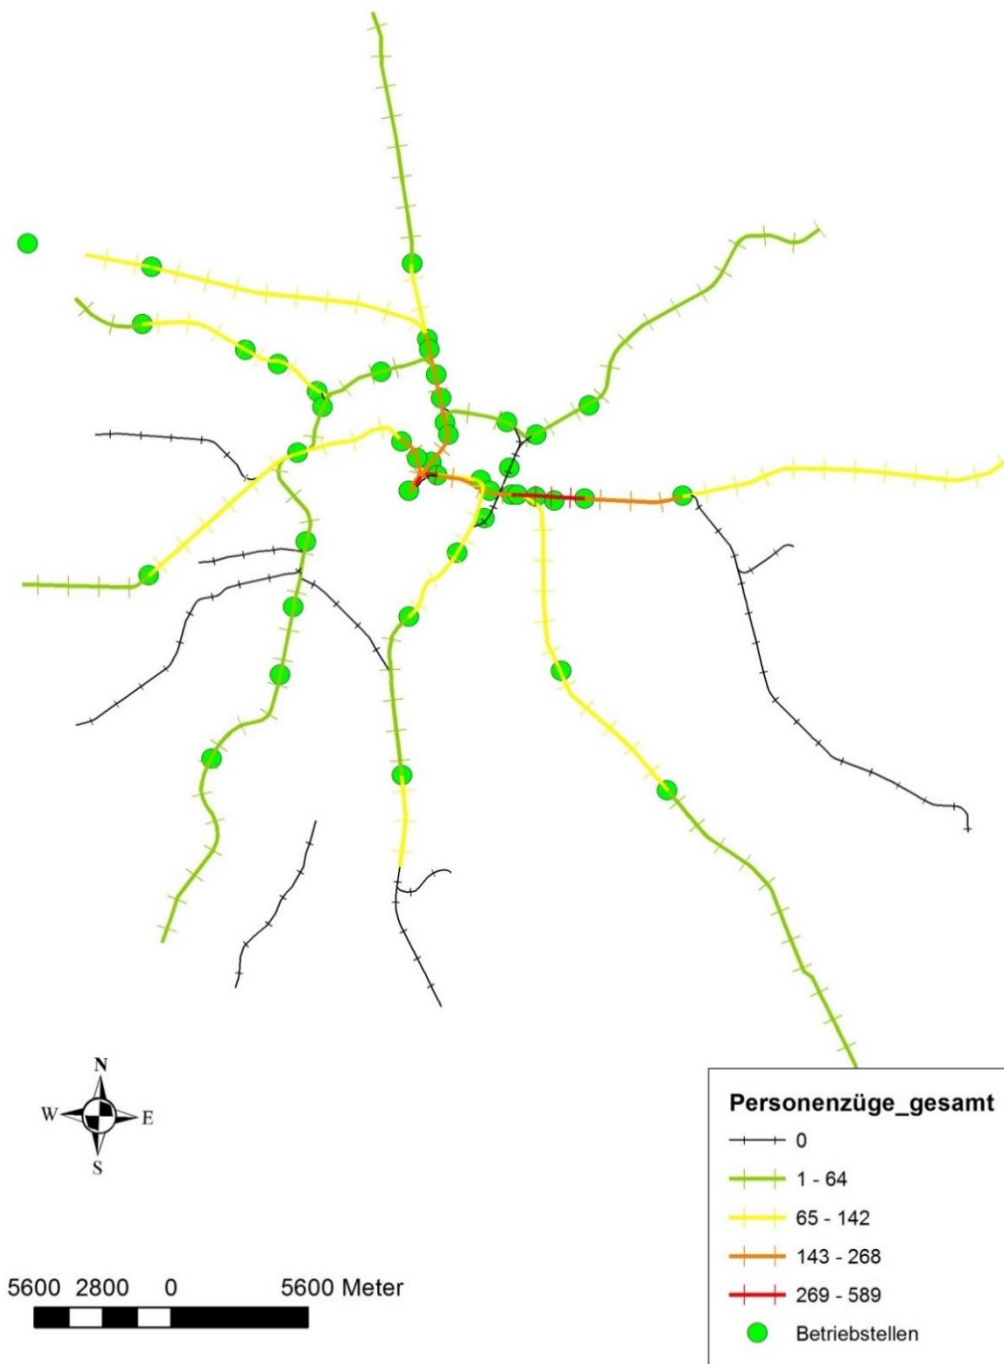 N
W E
S
5600 2800 0 5600 Meter
Personenzüge_gesamt
0
1 - 64
65 - 142
143 - 268
269 - 589
Betriebstellen